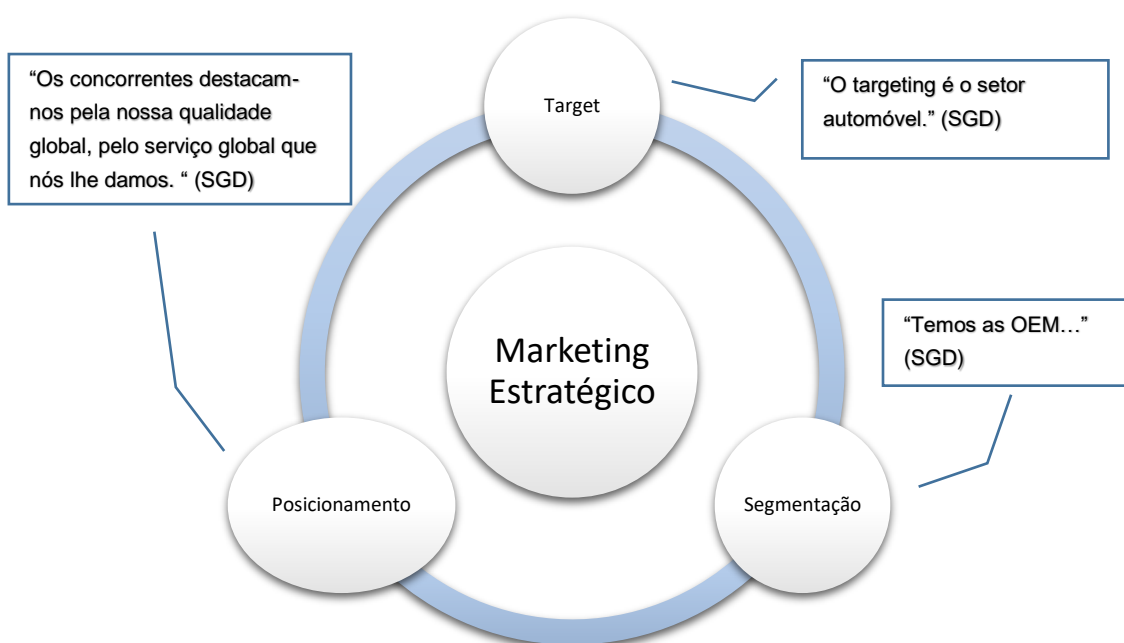 “Os concorrentes destacam-
nos pela nossa qualidade
global, pelo serviço global que
nós lhe damos. “ (SGD)
Target
“O targeting é o setor
automóvel.” (SGD)
Marketing
Estratégico
“Temos as OEM…”
(SGD)
Posicionamento
Segmentação